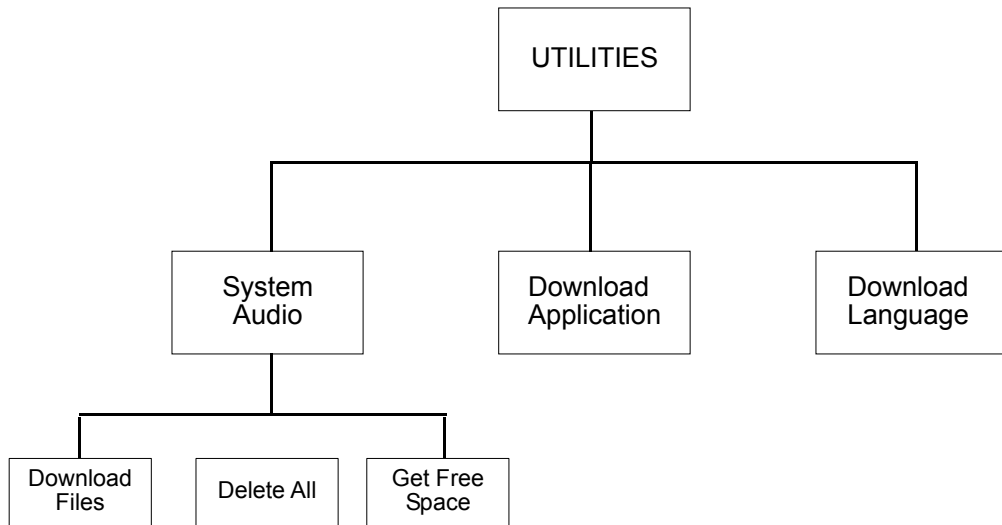 UTILITIES
System
Audio
Download
Application
Download
Language
Download
Files
Delete All
Get Free
Space